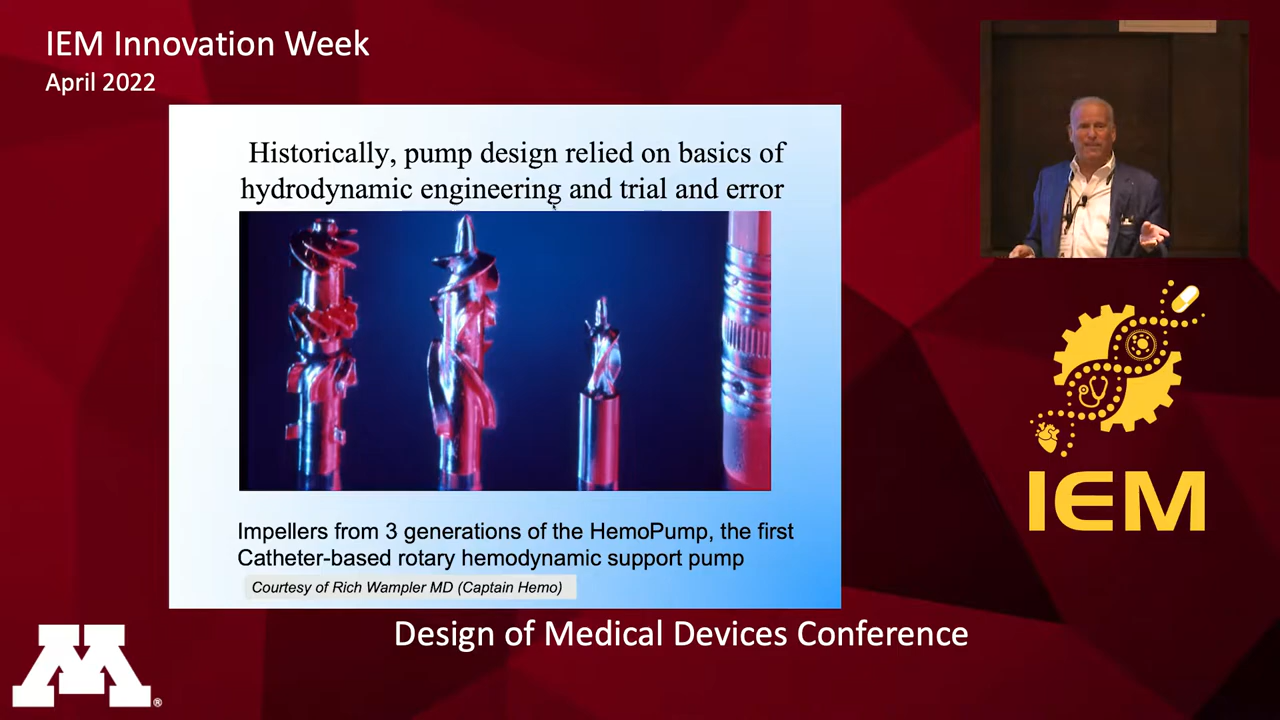 IEM Innovation Week
April 2022
Historically, pump design relied on basics of
hydrodynamic engineering and trial and error
Impellers from 3 generations of the HemoPump, the first
Catheter-based rotary hemodynamic support pump
Courtesy of Rich Wampler MD (Captain Hemo)
IEM
Design of Medical Devices Conference
M®